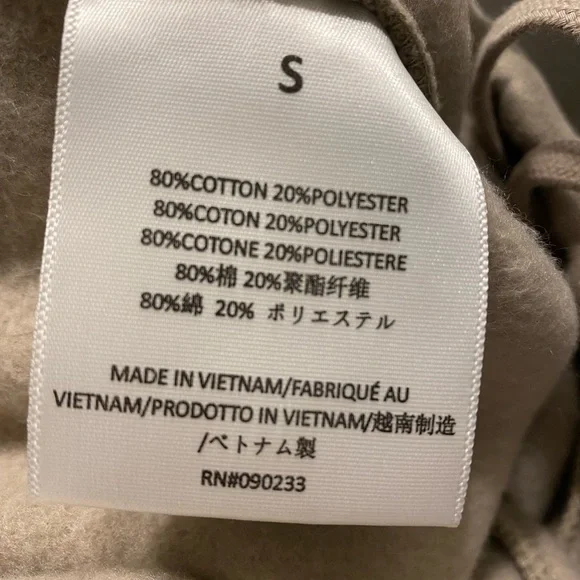 S
80%COTTON 20%POLYESTER
80%COTON 20%POLYESTER
80%COTONE 20%POLIESTERE
80%棉 20%聚酯纤维
80%綿 20% ポリエステル
MADE IN VIETNAM/FABRIQUÉ AU
VIETNAM/PRODOTTO IN VIETNAM/越南制造
/ベトナム製
RN#090233